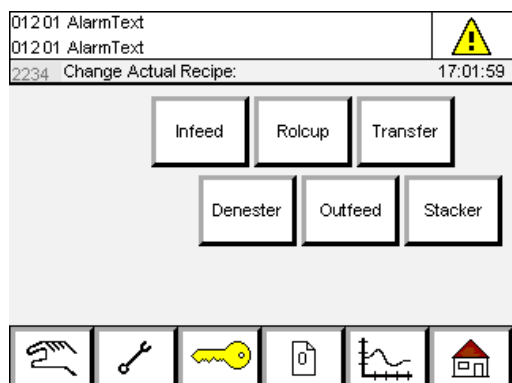 01201 AlarmText
01201 AlarmText
2234 Change Actual Recipe: 17:01:59
Infeed Rolcup Transfer
Denester Outfeed Stacker
0